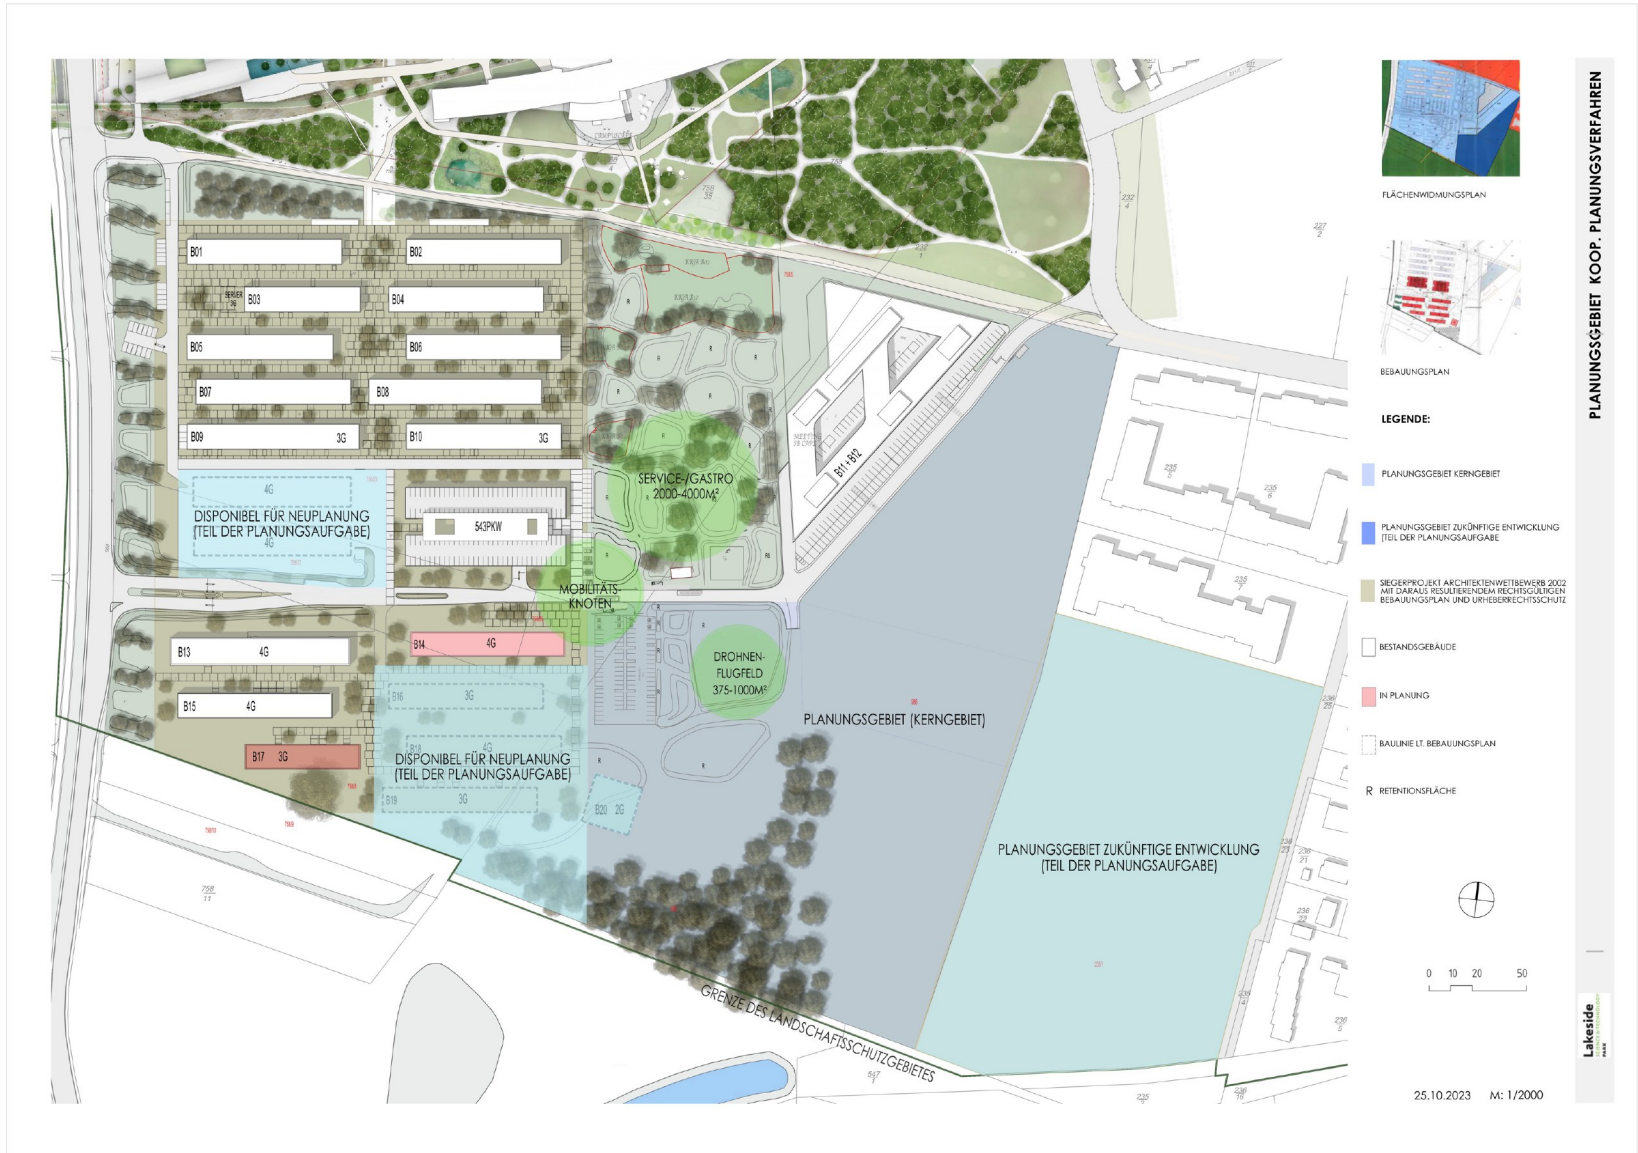 PLANUNGSGEBIET KOOP. PLANUNGSVERFAHREN
FLÄCHENWIDMUNGSPLAN
BEBAUUNGSPLAN
LEGENDE:
PLANUNGSGEBIET KERNGEBIET
PLANUNGSGEBIET ZUKÜNFTIGE ENTWICKLUNG
(TEIL DER PLANUNGSAUFGABE
SIEGERPROJEKT ARCHITEKTENWETTBEWERB 2002
MIT DARAUS RESULTIERENDEM RECHTSGÜLTIGEN
BEBAUUNGSPLAN UND URHEBERRECHTSSCHUTZ
BESTANDSGEBÄUDE
IN PLANUNG
BAULINIE LT. BEBAUUNGSPLAN
R RETENTIONSFLÄCHE
0 10 20 50
Lakeside
SCIENCE & TECHNOLOGY
PARK
25.10.2023 M: 1/2000
B01
B02
B03
B04
B05
B06
B07
B08
B09 3G
B10 3G
B11 + B12
4G
DISPONIBEL FÜR NEUPLANUNG
(TEIL DER PLANUNGSAUFGABE)
4G
543PKW
SERVICE-/GASTRO
2000-4000M²
MOBILITÄTS-
KNOTEN
B13 4G
B14 4G
B15 4G
B16 3G
B17 3G
B18 4G
DISPONIBEL FÜR NEUPLANUNG
(TEIL DER PLANUNGSAUFGABE)
B19 3G
B20 2G
DROHNEN-
FLUGFELD
375-1000M²
PLANUNGSGEBIET (KERNGEBIET)
PLANUNGSGEBIET ZUKÜNFTIGE ENTWICKLUNG
(TEIL DER PLANUNGSAUFGABE)
GRENZE DES LANDSCHAFTSSCHUTZGEBIETES